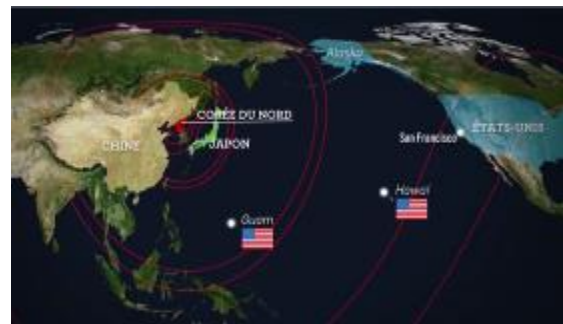 Alaska
CORÉE DU NORD
CHINE
JAPON
ÉTATS-UNIS
San Francisco
Hawaï
Guam